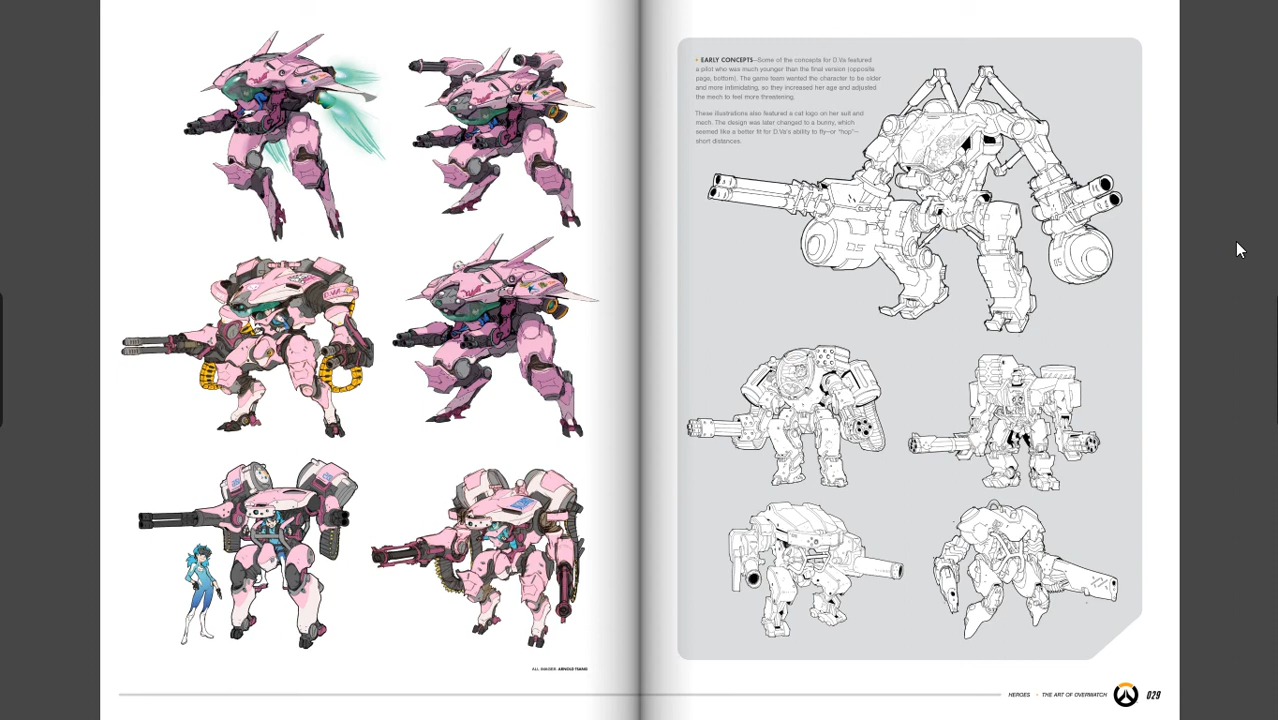 EARLY CONCEPTS—Some of the concepts for D.Va featured
a pilot who was much younger than the final version (opposite
page, bottom). The game team wanted the character to be older
and more intimidating, so they increased her age and adjusted
the mech to feel more threatening.
These illustrations also featured a cat logo on her suit and
mech. The design was later changed to a bunny, which
seemed like a better fit for D.Va's ability to fly—or "hop"—
short distances.
ALL IMAGES: ARNOLD TSANG
HEROES • THE ART OF OVERWATCH 029